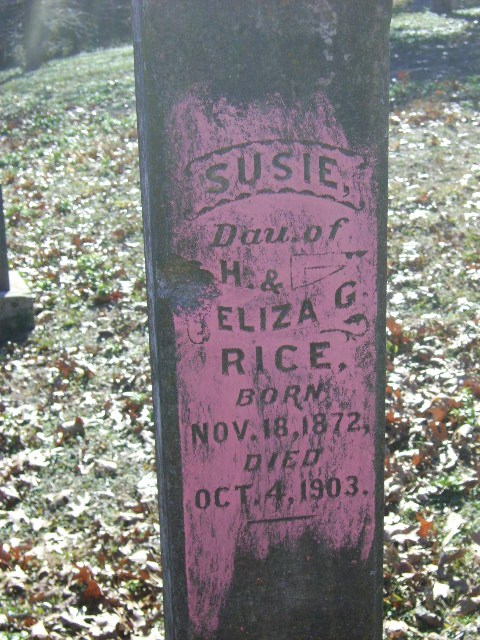 SUSIE,
Dau. of
H. &
ELIZA G.
RICE,
BORN
NOV. 18, 1872,
DIED
OCT. 4, 1903.